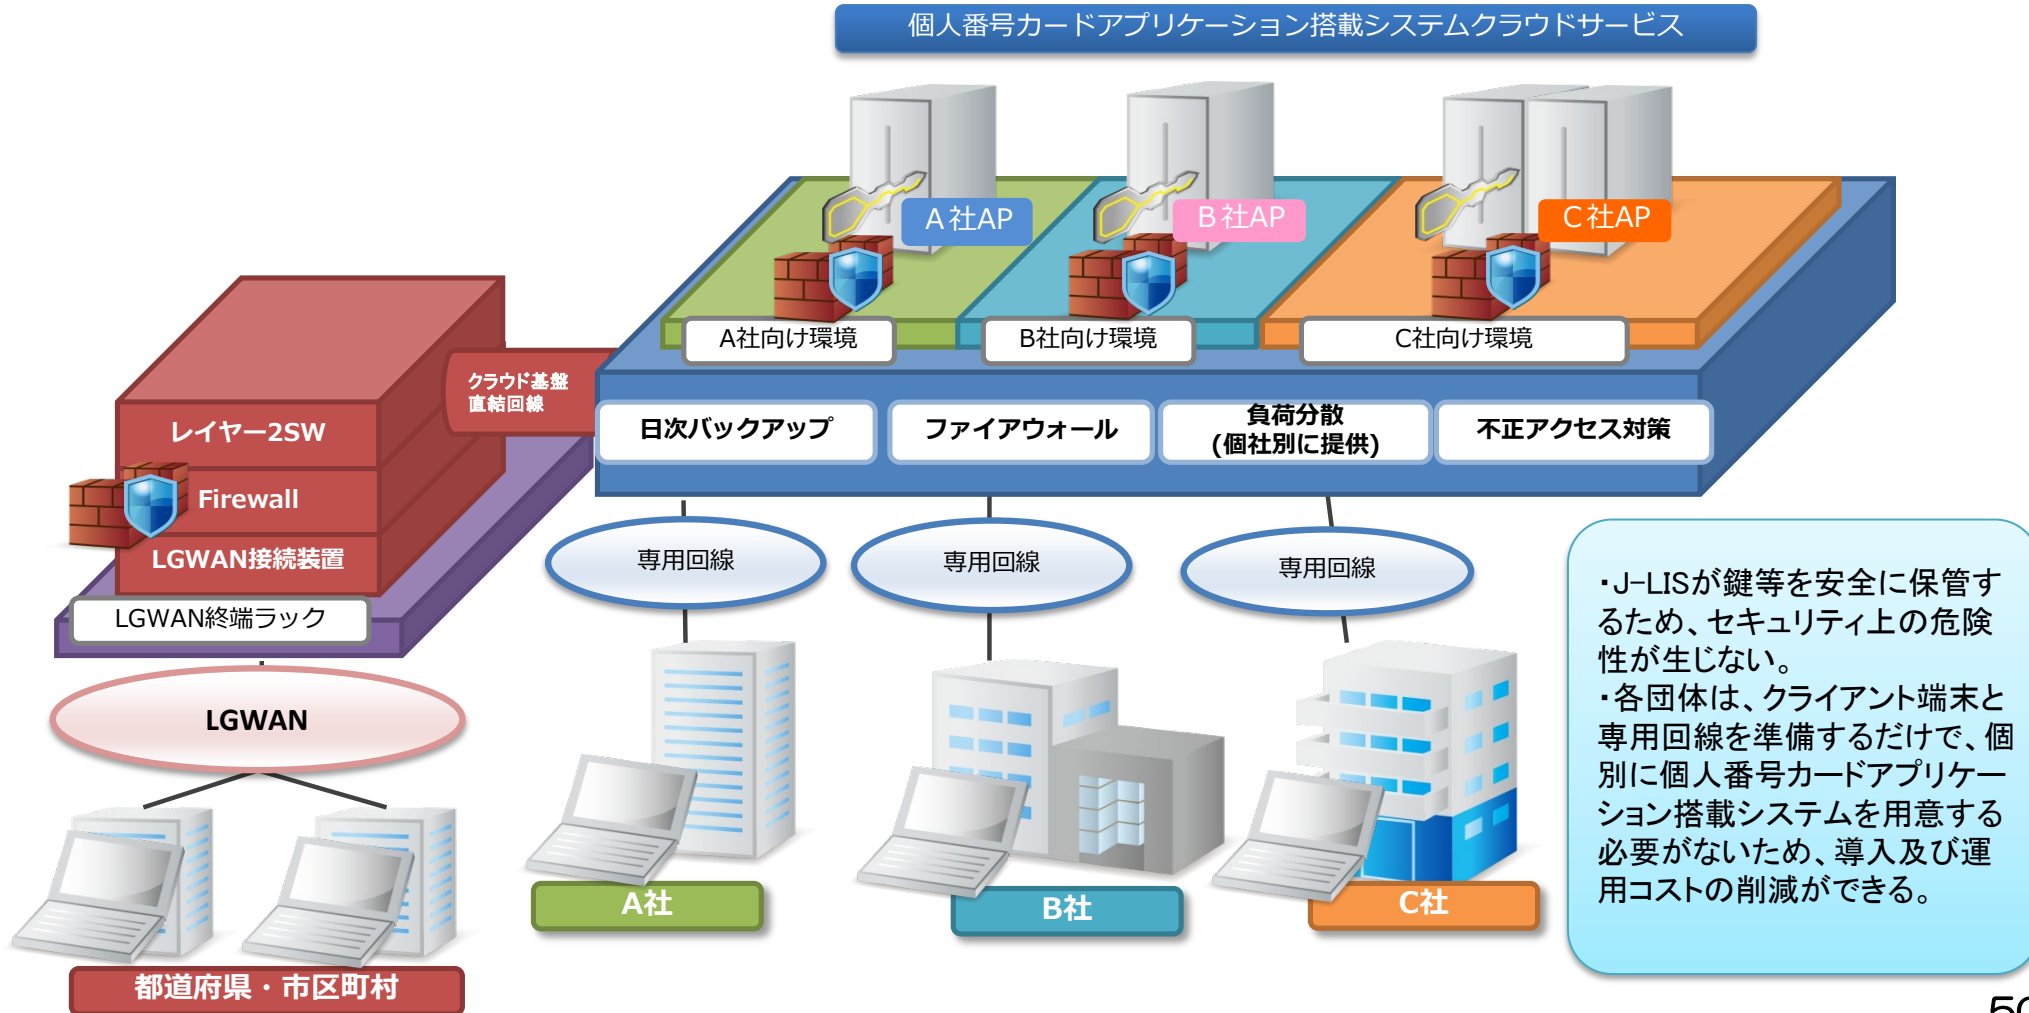 個人番号カードアプリケーション搭載システムクラウドサービス
A社AP
B社AP
C社AP
A社向け環境
B社向け環境
C社向け環境
クラウド基盤
直結回線
日次バックアップ
ファイアウォール
負荷分散
(個社別に提供)
不正アクセス対策
レイヤー2SW
Firewall
LGWAN接続装置
LGWAN終端ラック
専用回線
専用回線
専用回線
LGWAN
・J-LISが鍵等を安全に保管す
るため、セキュリティ上の危険
性が生じない。
・各団体は、クライアント端末と
専用回線を準備するだけで、個
別に個人番号カードアプリケー
ション搭載システムを用意する
必要がないため、導入及び運
用コストの削減ができる。
A社
B社
C社
都道府県・市区町村